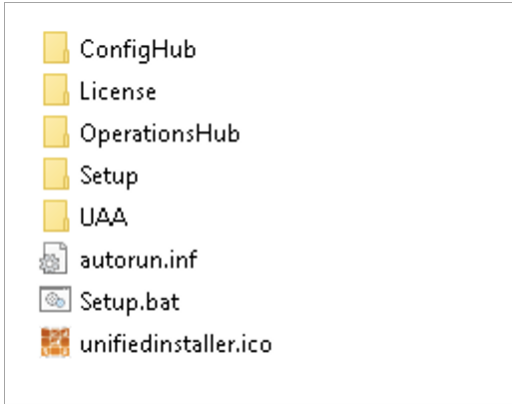 ConfigHub
License
OperationsHub
Setup
UAA
autorun.inf
Setup.bat
unifiedinstaller.ico